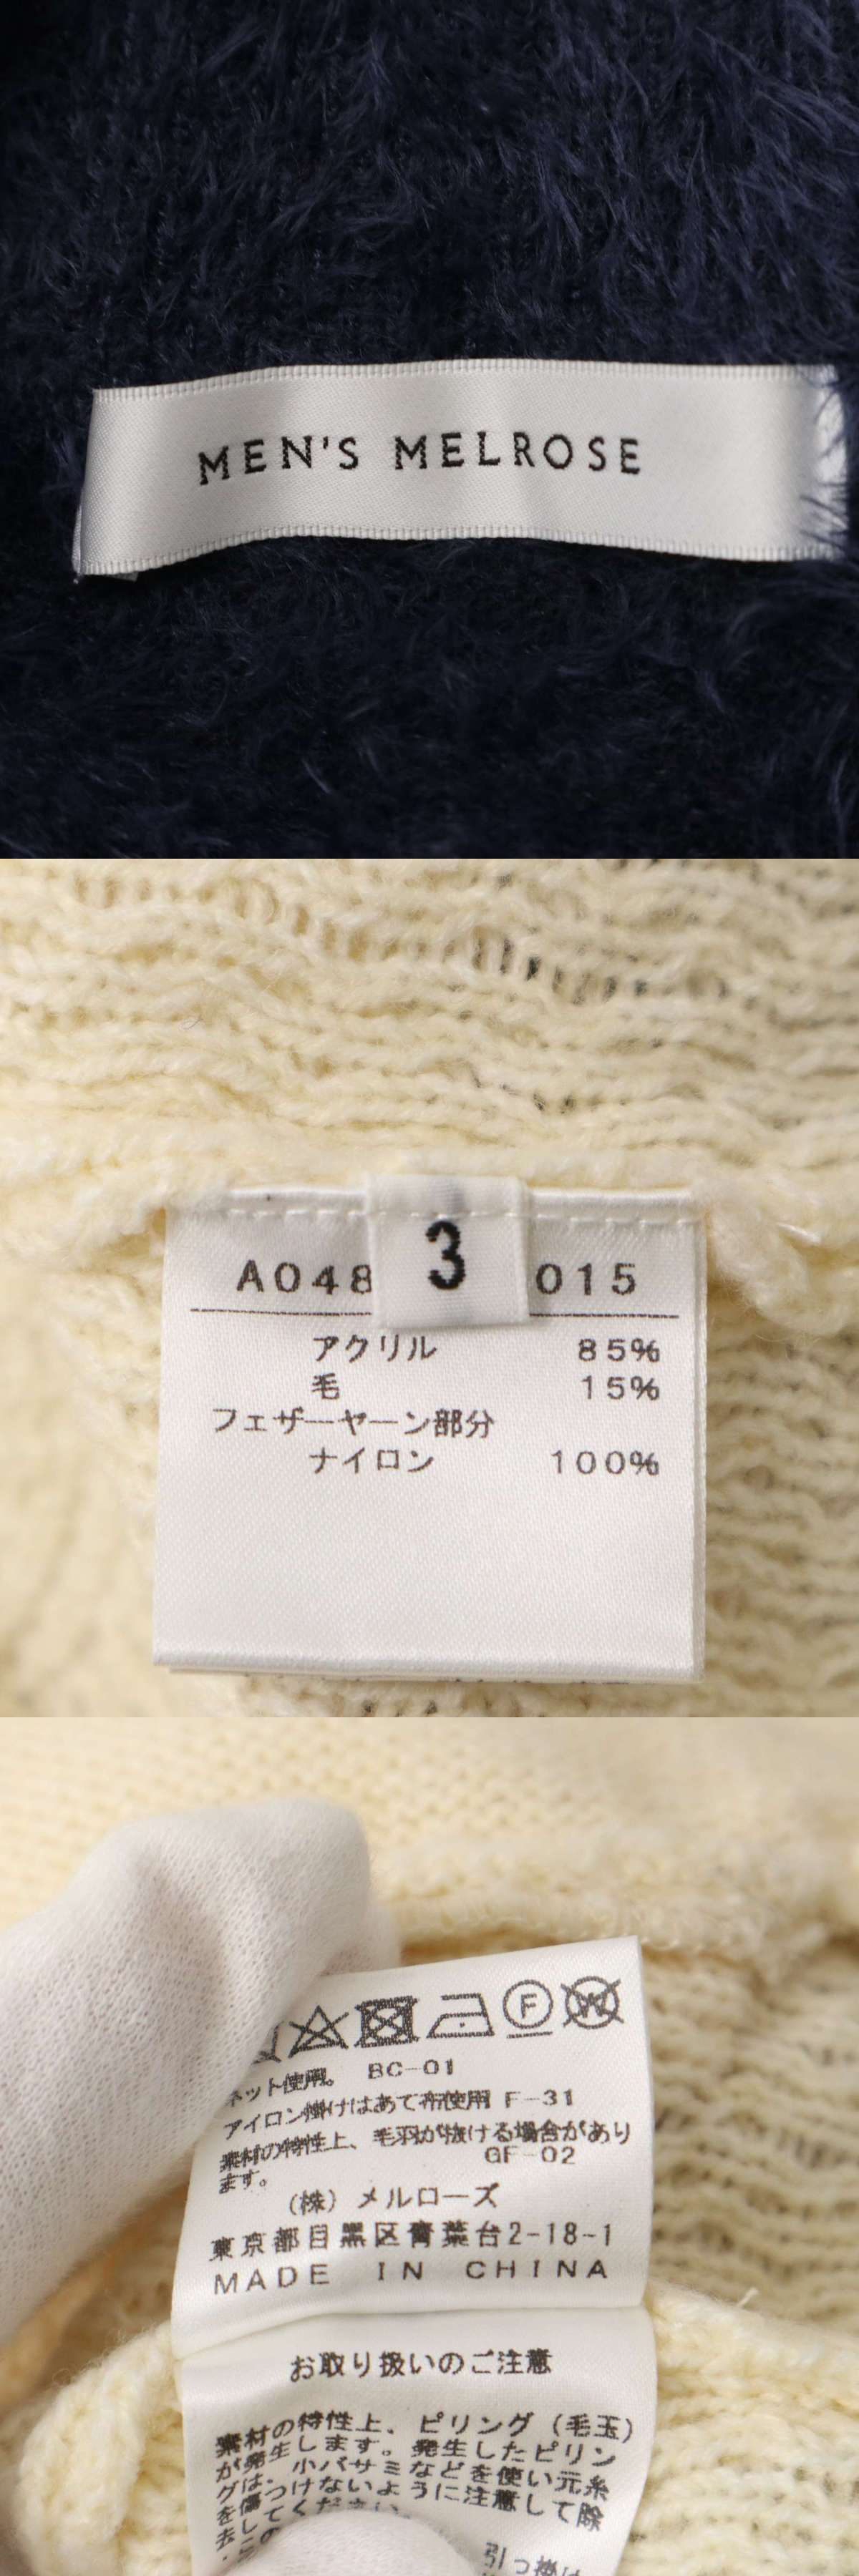 MEN'S MELROSE
3
A048 015
アクリル 85%
毛 15%
フェザーヤーン部分
ナイロン 100%
F W
ネット使用。 BC-01
アイロン掛けはあて布使用 F-31
素材の特性上、毛羽が抜ける場合があり
ます。 GF-02
(株)メルローズ
東京都目黒区青葉台2-18-1
MADE IN CHINA
お取り扱いのご注意
素材の特性上、ピリング(毛玉)
が発生します。発生したピリン
グは、小バサミなどを使い元糸
を傷つけないように注意して除
去してください。
引っ掛け